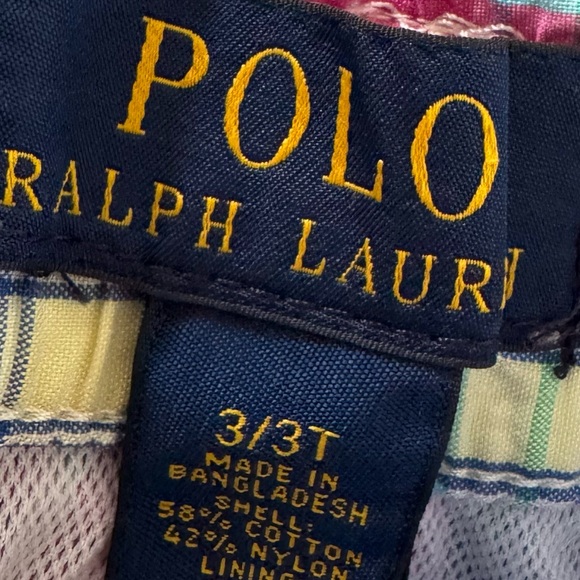 POLO
RALPH LAUR
3/3T
MADE IN
BANGLADESH
SHELL:
58% COTTON
42% NYLON
LINING